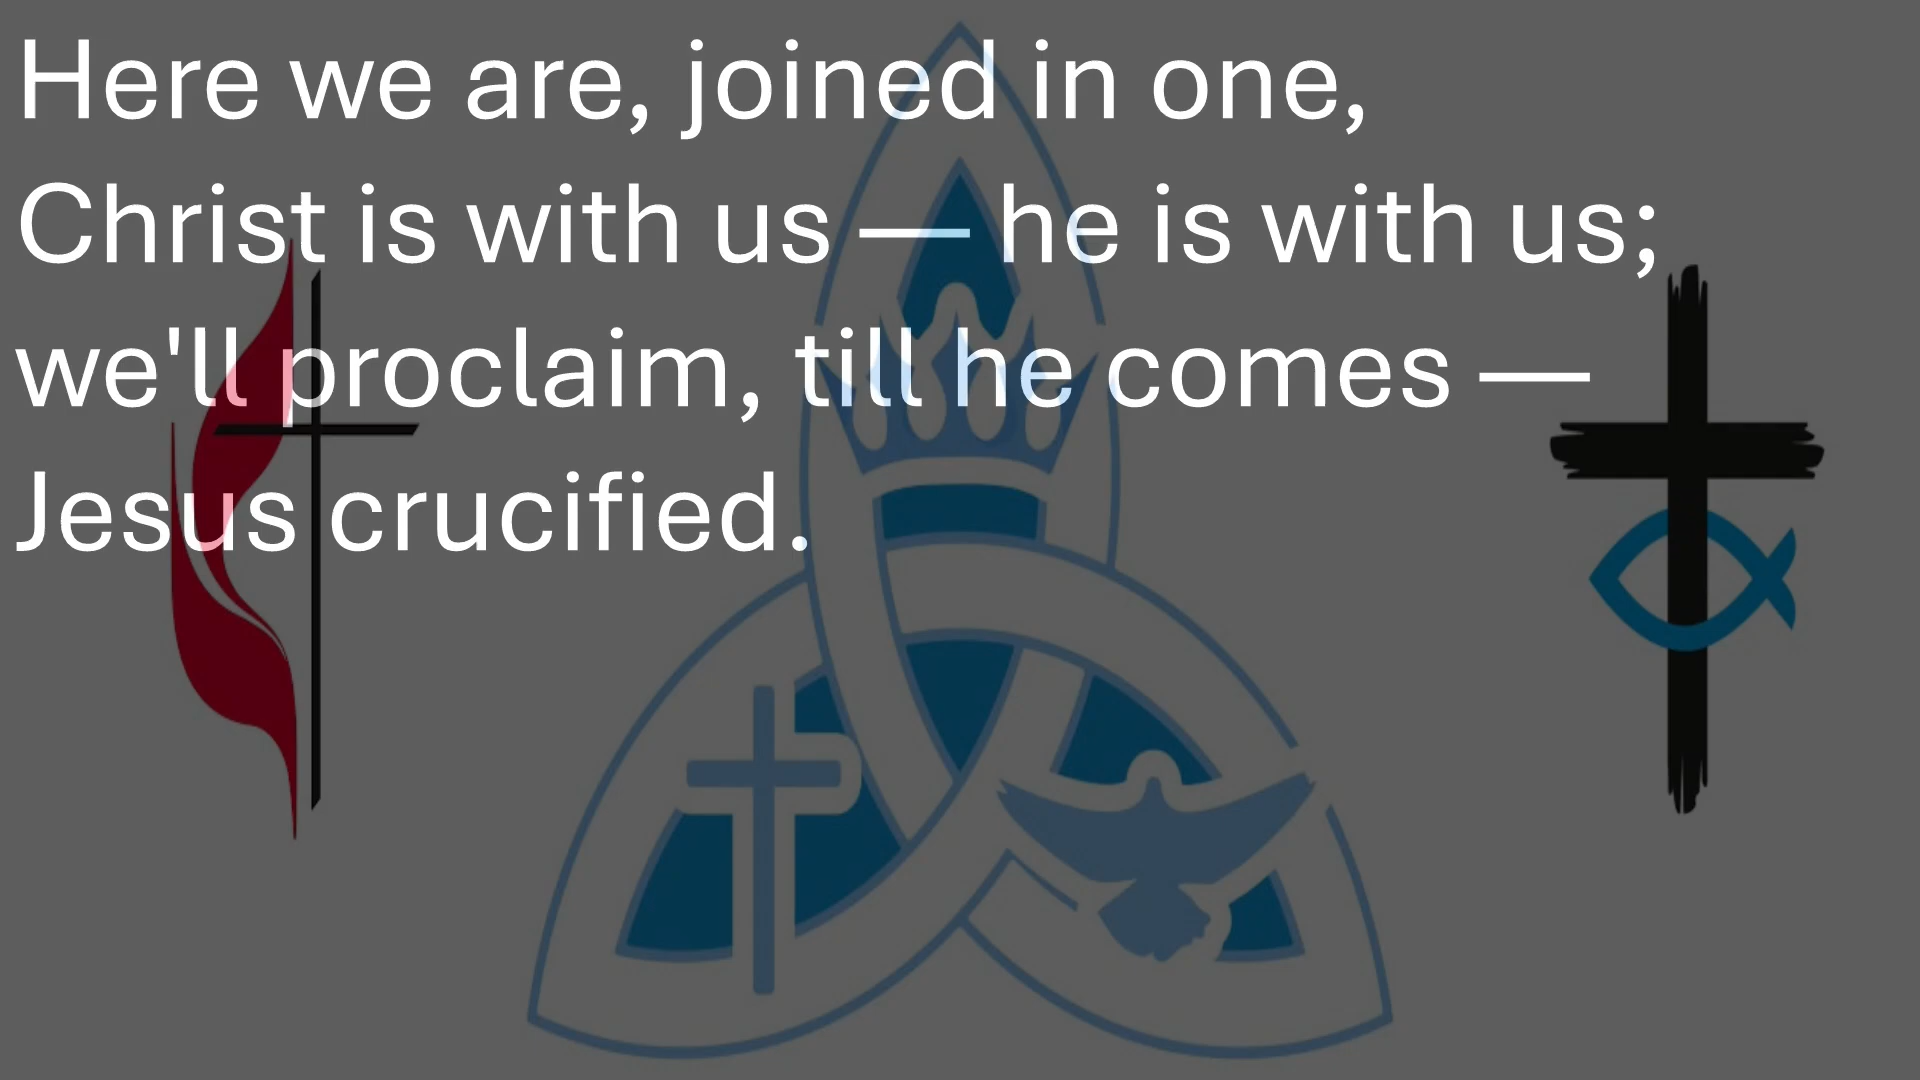 Here we are, joined in one,
Christ is with us — he is with us;
we'll proclaim, till he comes —
Jesus crucified.